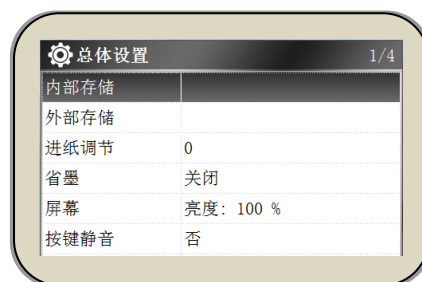 总体设置 1/4
内部存储
外部存储
进纸调节 0
省墨 关闭
屏幕 亮度: 100 %
按键静音 否